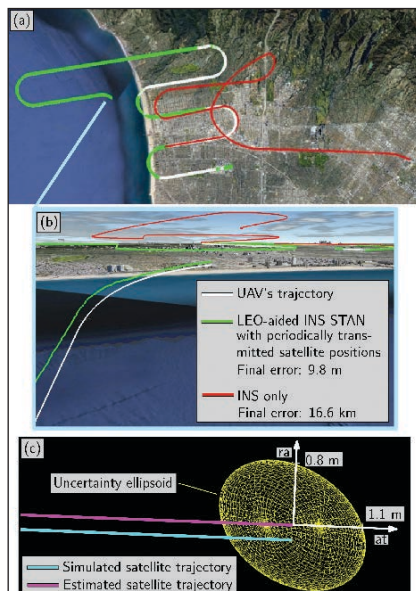 (a)
(b)
UAV's trajectory
LEO-aided INS STAN
with periodically trans-
mitted satellite positions
Final error: 9.8 m
INS only
Final error: 16.6 km
(c)
ra
0.8 m
Uncertainty ellipsoid
1.1 m
at
Simulated satellite trajectory
Estimated satellite trajectory